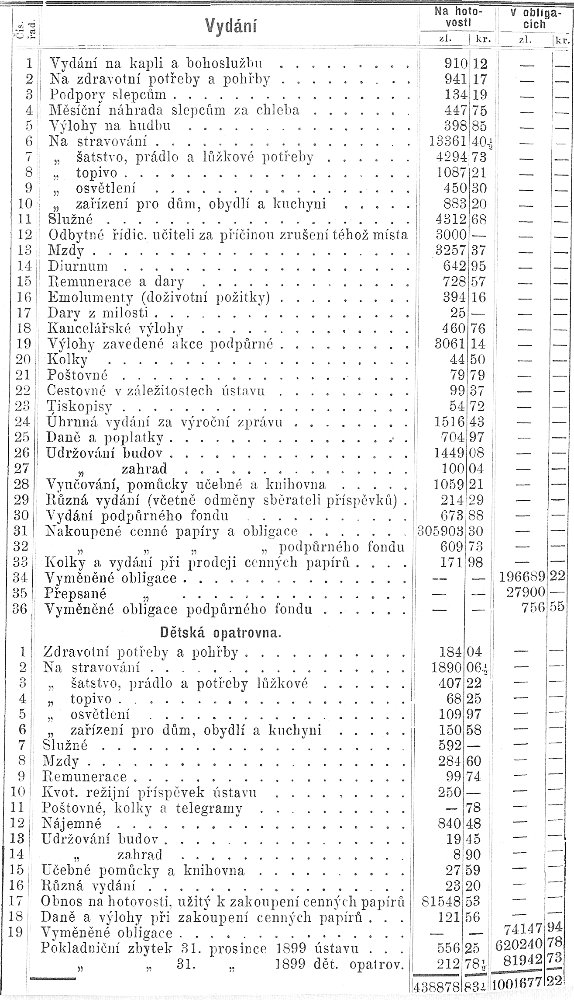 Čís. řad. Vydání Na hoto- V obliga-
vosti cích
zl. kr. zl. kr.
1 Vydání na kapli a bohoslužbu . . . . . . . . . 910 12 — —
2 Na zdravotní potřeby a pohřby . . . . . . . . . 941 17 — —
3 Podpory slepcům . . . . . . . . . . . . . . . 134 19 — —
4 Měsíční náhrada slepcům za chleba . . . . . . . 447 75 — —
5 Výlohy na hudbu . . . . . . . . . . . . . . . 398 85 — —
6 Na stravování . . . . . . . . . . . . . . . . . 13361 40½ — —
7 „ šatstvo, prádlo a lůžkové potřeby . . . . . . 4294 73 — —
8 „ topivo . . . . . . . . . . . . . . . . . . . 1087 21 — —
9 „ osvětlení . . . . . . . . . . . . . . . . . 450 30 — —
10 „ zařízení pro dům, obydlí a kuchyni . . . . . 883 20 — —
11 Služné . . . . . . . . . . . . . . . . . . . . 4312 68 — —
12 Odbytné řídic. učiteli za příčinou zrušení téhož místa 3000 — — —
13 Mzdy . . . . . . . . . . . . . . . . . . . . . 3257 37 — —
14 Diurnum . . . . . . . . . . . . . . . . . . . 642 95 — —
15 Remunerace a dary . . . . . . . . . . . . . . 728 57 — —
16 Emolumenty (doživotní požitky) . . . . . . . . . 394 16 — —
17 Dary z milosti . . . . . . . . . . . . . . . . . 25 — — —
18 Kancelářské výlohy . . . . . . . . . . . . . . 460 76 — —
19 Výlohy zavedené akce podpůrné . . . . . . . . . 3061 14 — —
20 Kolky . . . . . . . . . . . . . . . . . . . . 44 50 — —
21 Poštovné . . . . . . . . . . . . . . . . . . . 79 79 — —
22 Cestovné v záležitostech ústavu . . . . . . . . . 99 37 — —
23 Tiskopisy . . . . . . . . . . . . . . . . . . . 54 72 — —
24 Úhrnná vydání za výroční zprávu . . . . . . . . 1516 43 — —
25 Daně a poplatky . . . . . . . . . . . . . . . . 704 97 — —
26 Udržování budov . . . . . . . . . . . . . . . . 1449 08 — —
27 „ zahrad . . . . . . . . . . . . . . . 100 04 — —
28 Vyučování, pomůcky učebné a knihovna . . . . . 1059 21 — —
29 Různá vydání (včetně odměny sběrateli příspěvků) . 214 29 — —
30 Vydání podpůrného fondu . . . . . . . . . . . 673 88 — —
31 Nakoupené cenné papíry a obligace . . . . . . . 305903 30 — —
32 „ „ „ „ podpůrného fondu 609 73 — —
33 Kolky a vydání při prodeji cenných papírů . . . . 171 98 — —
34 Vyměněné obligace . . . . . . . . . . . . . . . — — 196689 22
35 Přepsané „ . . . . . . . . . . . . . . . — — 27900 —
36 Vyměněné obligace podpůrného fondu . . . . . . — — 756 55
Dětská opatrovna.
1 Zdravotní potřeby a pohřby . . . . . . . . . . . 184 04 — —
2 Na stravování . . . . . . . . . . . . . . . . . 1890 06½ — —
3 „ šatstvo, prádlo a potřeby lůžkové . . . . . . 407 22 — —
4 „ topivo . . . . . . . . . . . . . . . . . . . 68 25 — —
5 „ osvětlení . . . . . . . . . . . . . . . . . 109 97 — —
6 „ zařízení pro dům, obydlí a kuchyni . . . . . 150 58 — —
7 Služné . . . . . . . . . . . . . . . . . . . . 592 — — —
8 Mzdy . . . . . . . . . . . . . . . . . . . . . 284 60 — —
9 Remunerace . . . . . . . . . . . . . . . . . . 99 74 — —
10 Kvot. režijní příspěvek ústavu . . . . . . . . . 250 — — —
11 Poštovné, kolky a telegramy . . . . . . . . . . — 78 — —
12 Nájemné . . . . . . . . . . . . . . . . . . . 840 48 — —
13 Udržování budov . . . . . . . . . . . . . . . . 19 45 — —
14 „ zahrad . . . . . . . . . . . . . . . 8 90 — —
15 Učebné pomůcky a knihovna . . . . . . . . . . 27 59 — —
16 Různá vydání . . . . . . . . . . . . . . . . . 23 20 — —
17 Obnos na hotovosti, užitý k zakoupení cenných papírů 81548 53 — —
18 Daně a výlohy při zakoupení cenných papírů . . . 121 56 — —
19 Vyměněné obligace . . . . . . . . . . . . . . . — — 74147 94
Pokladniční zbytek 31. prosince 1899 ústavu . . . 556 25 620240 78
„ „ 31. „ 1899 dět. opatrov. 212 78½ 81942 73
438878 83½ 1001677 22